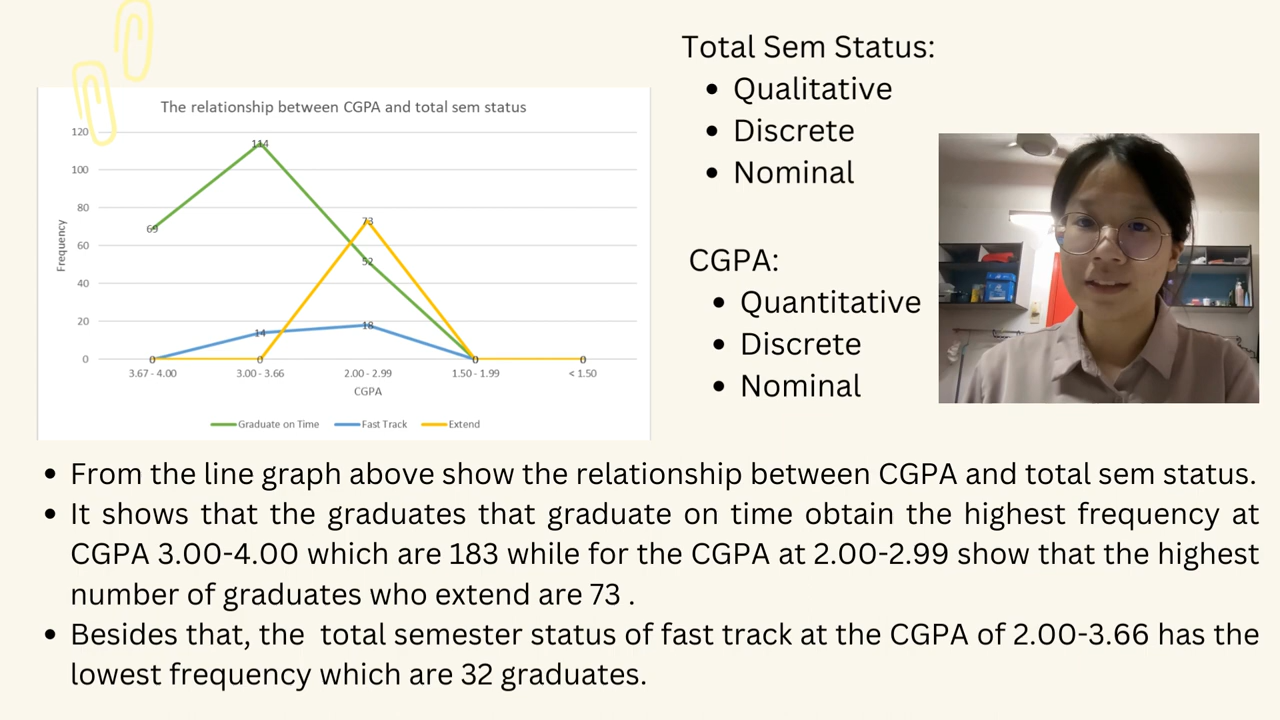 The relationship between CGPA and total sem status
120
100
80
60
40
20
0
Frequency
69
114
73
52
14
18
0
0
0
0
3.67 - 4.00
3.00 - 3.66
2.00 - 2.99
1.50 - 1.99
< 1.50
CGPA
Graduate on Time
Fast Track
Extend
Total Sem Status:
• Qualitative
• Discrete
• Nominal
CGPA:
• Quantitative
• Discrete
• Nominal
• From the line graph above show the relationship between CGPA and total sem status.
• It shows that the graduates that graduate on time obtain the highest frequency at
CGPA 3.00-4.00 which are 183 while for the CGPA at 2.00-2.99 show that the highest
number of graduates who extend are 73 .
• Besides that, the total semester status of fast track at the CGPA of 2.00-3.66 has the
lowest frequency which are 32 graduates.